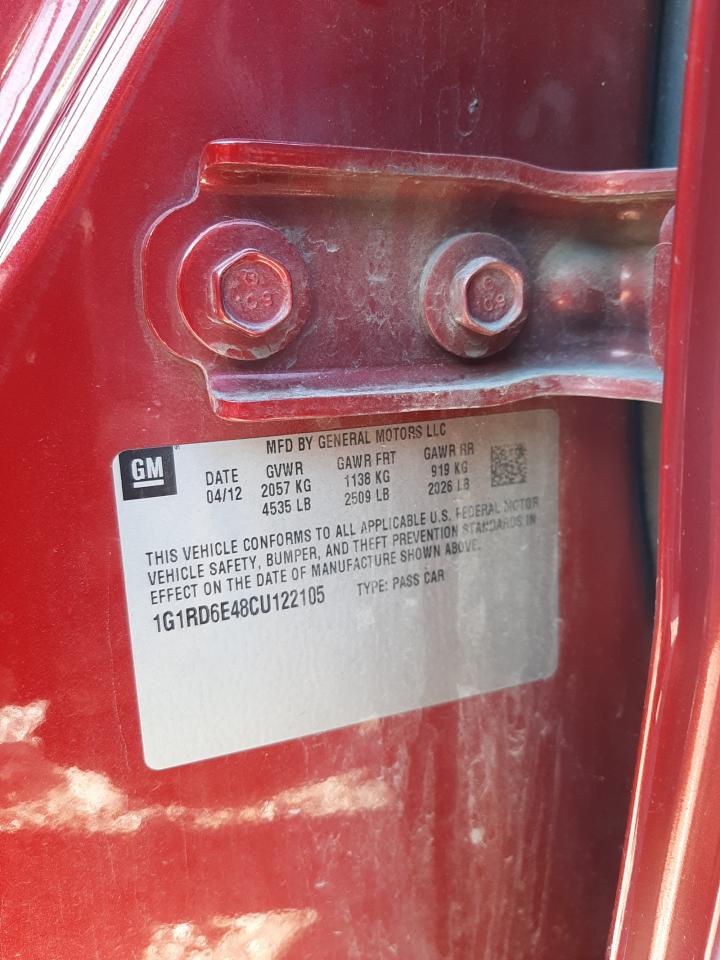 MFD BY GENERAL MOTORS LLC
GM
DATE GVWR GAWR FRT GAWR RR
04/12 2057 KG 1138 KG 919 KG
4535 LB 2509 LB 2026 LB
THIS VEHICLE CONFORMS TO ALL APPLICABLE U.S. FEDERAL MOTOR
VEHICLE SAFETY, BUMPER, AND THEFT PREVENTION STANDARDS IN
EFFECT ON THE DATE OF MANUFACTURE SHOWN ABOVE.
1G1RD6E48CU122105 TYPE: PASS CAR